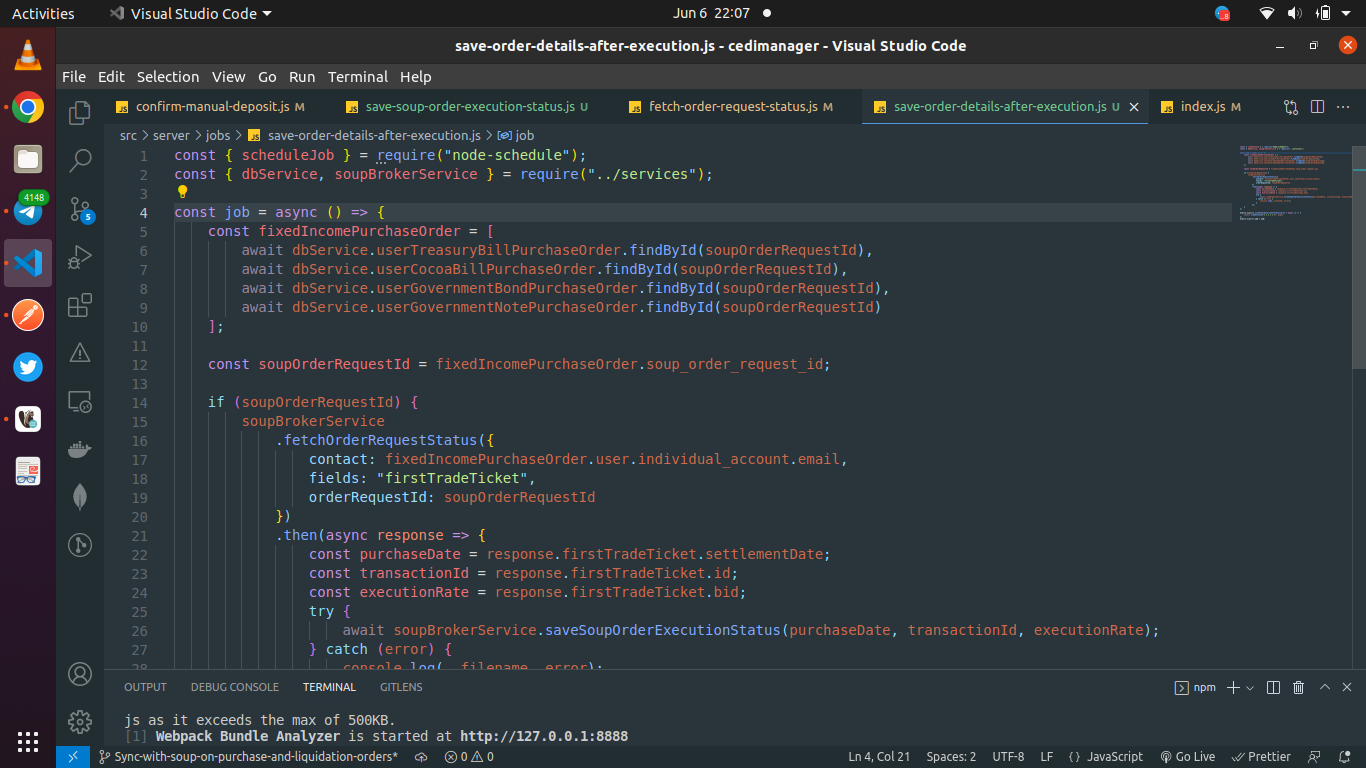 Activities Visual Studio Code Jun 6 22:07
save-order-details-after-execution.js - cedimanager - Visual Studio Code
File Edit Selection View Go Run Terminal Help
JS confirm-manual-deposit.js M JS save-soup-order-execution-status.js U JS fetch-order-request-status.js M JS save-order-details-after-execution.js U JS index.js M
src > server > jobs > JS save-order-details-after-execution.js > job
1 const { scheduleJob } = require("node-schedule");
2 const { dbService, soupBrokerService } = require("../services");
3
4 const job = async () => {
5 const fixedIncomePurchaseOrder = [
6 await dbService.userTreasuryBillPurchaseOrder.findById(soupOrderRequestId),
7 await dbService.userCocoaBillPurchaseOrder.findById(soupOrderRequestId),
8 await dbService.userGovernmentBondPurchaseOrder.findById(soupOrderRequestId),
9 await dbService.userGovernmentNotePurchaseOrder.findById(soupOrderRequestId)
10 ];
11
12 const soupOrderRequestId = fixedIncomePurchaseOrder.soup_order_request_id;
13
14 if (soupOrderRequestId) {
15 soupBrokerService
16 .fetchOrderRequestStatus({
17 contact: fixedIncomePurchaseOrder.user.individual_account.email,
18 fields: "firstTradeTicket",
19 orderRequestId: soupOrderRequestId
20 })
21 .then(async response => {
22 const purchaseDate = response.firstTradeTicket.settlementDate;
23 const transactionId = response.firstTradeTicket.id;
24 const executionRate = response.firstTradeTicket.bid;
25 try {
26 await soupBrokerService.saveSoupOrderExecutionStatus(purchaseDate, transactionId, executionRate);
27 } catch (error) {
28 console.log(__filename, error);
4148
5
OUTPUT DEBUG CONSOLE TERMINAL GITLENS npm
js as it exceeds the max of 500KB.
[1] Webpack Bundle Analyzer is started at http://127.0.0.1:8888
Sync-with-soup-on-purchase-and-liquidation-orders* 0 0 Ln 4, Col 21 Spaces: 2 UTF-8 LF {} JavaScript Go Live Prettier